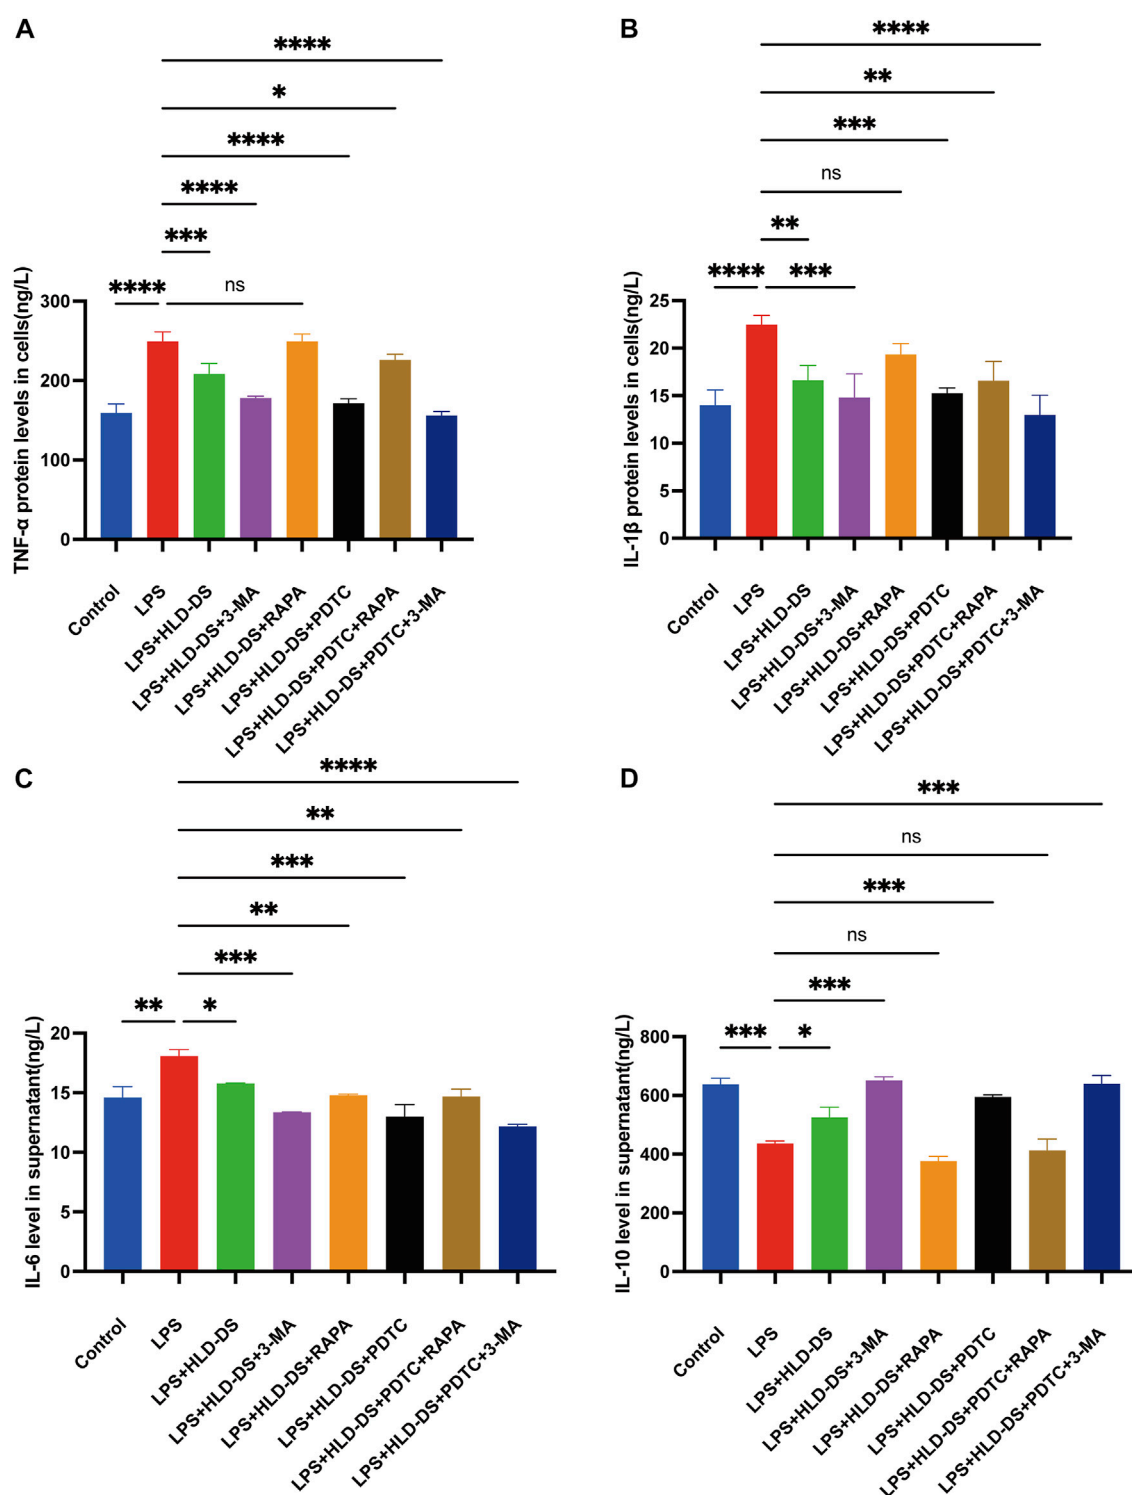 A
****
*
****
****
***
****
ns
TNF-α protein levels in cells(ng/L)
300
200
100
0
Control
LPS
LPS+HLD-DS
LPS+HLD-DS+3-MA
LPS+HLD-DS+RAPA
LPS+HLD-DS+PDTC
LPS+HLD-DS+PDTC+RAPA
LPS+HLD-DS+PDTC+3-MA
B
****
**
***
ns
**
****
***
IL-1β protein levels in cells(ng/L)
25
20
15
10
5
0
Control
LPS
LPS+HLD-DS
LPS+HLD-DS+3-MA
LPS+HLD-DS+RAPA
LPS+HLD-DS+PDTC
LPS+HLD-DS+PDTC+RAPA
LPS+HLD-DS+PDTC+3-MA
C
****
**
***
**
***
**
*
IL-6 level in supernatant(ng/L)
20
15
10
5
0
Control
LPS
LPS+HLD-DS
LPS+HLD-DS+3-MA
LPS+HLD-DS+RAPA
LPS+HLD-DS+PDTC
LPS+HLD-DS+PDTC+RAPA
LPS+HLD-DS+PDTC+3-MA
D
***
ns
***
ns
***
***
*
IL-10 level in supernatant(ng/L)
800
600
400
200
0
Control
LPS
LPS+HLD-DS
LPS+HLD-DS+3-MA
LPS+HLD-DS+RAPA
LPS+HLD-DS+PDTC
LPS+HLD-DS+PDTC+RAPA
LPS+HLD-DS+PDTC+3-MA